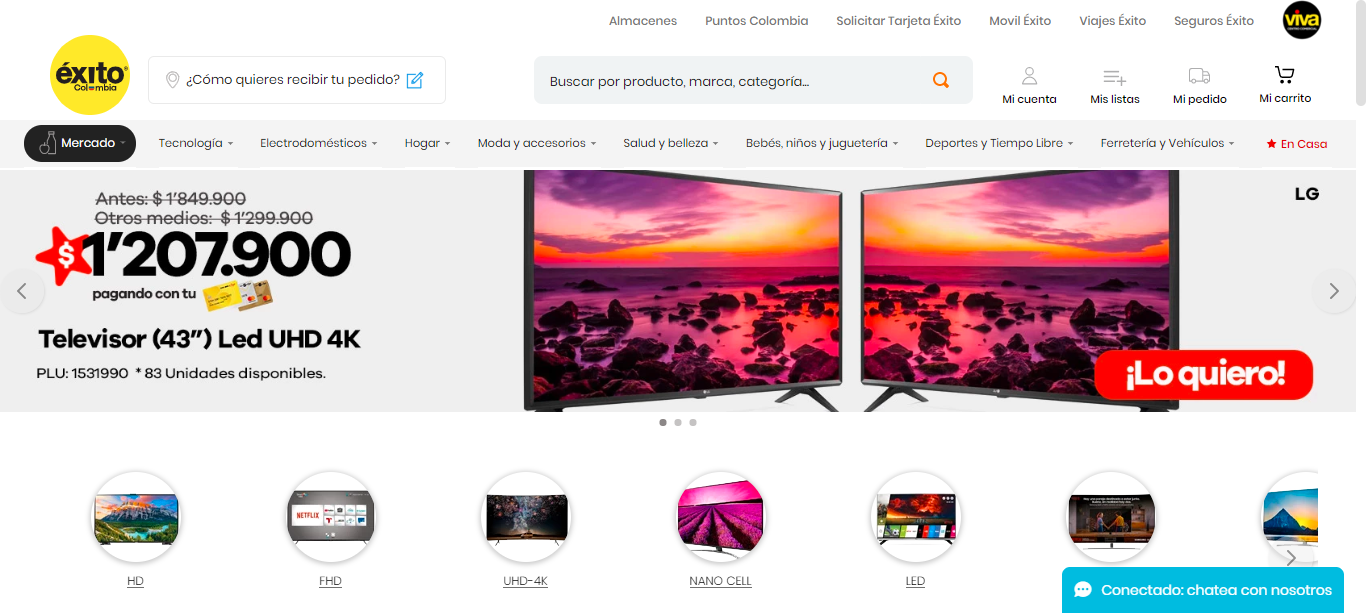 Almacenes Puntos Colombia Solicitar Tarjeta Éxito Movil Éxito Viajes Éxito Seguros Éxito viva
éxito
Colombia
¿Cómo quieres recibir tu pedido?
Buscar por producto, marca, categoría...
Mi cuenta Mis listas Mi pedido Mi carrito
Mercado Tecnología Electrodomésticos Hogar Moda y accesorios Salud y belleza Bebés, niños y juguetería Deportes y Tiempo Libre Ferretería y Vehículos En Casa
Antes: $ 1'849.900
Otros medios: $ 1'299.900
$ 1'207.900
pagando con tu
Televisor (43") Led UHD 4K
PLU: 1531990 * 83 Unidades disponibles.
LG
¡Lo quiero!
NETFLIX
HD FHD UHD-4K NANO CELL LED
Conectado: chatea con nosotros